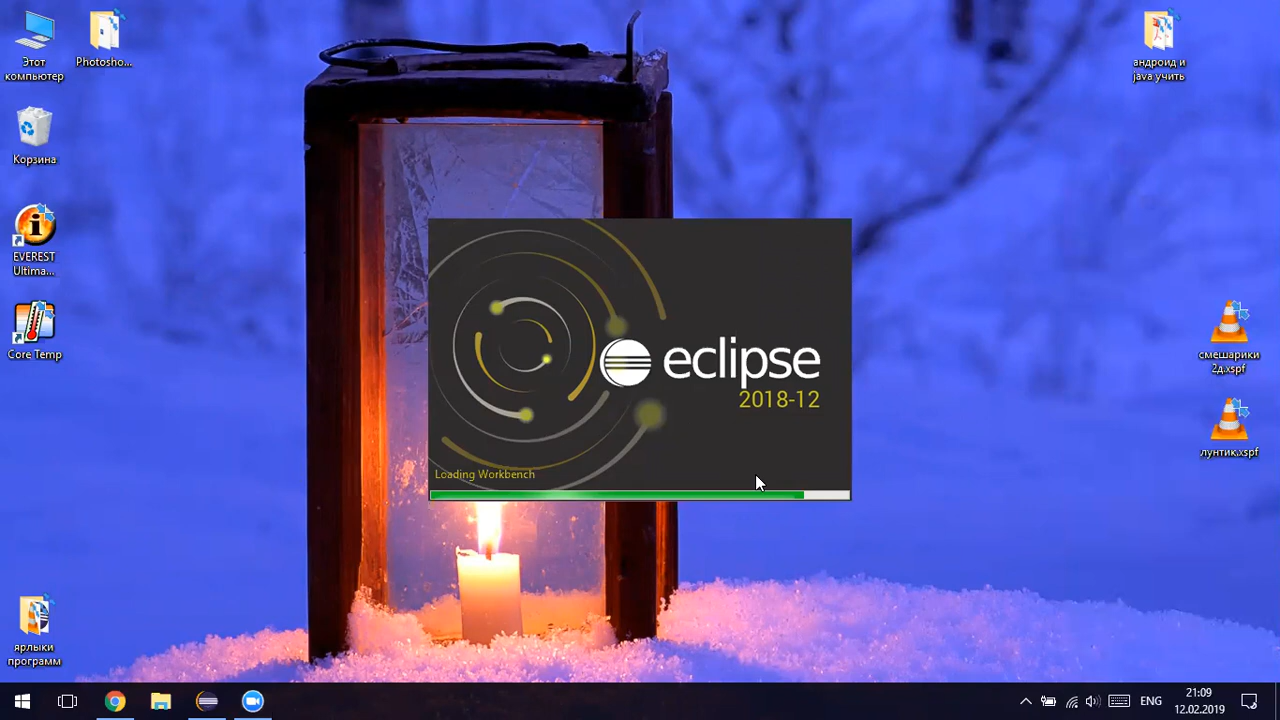 Этот
компьютер
Photosho...
андроид и
java учить
Корзина
EVEREST
Ultima...
Core Temp
eclipse
2018-12
Loading Workbench
смешарики
2д.xspf
лунтик.xspf
ярлыки
программ
ENG
21:09
12.02.2019